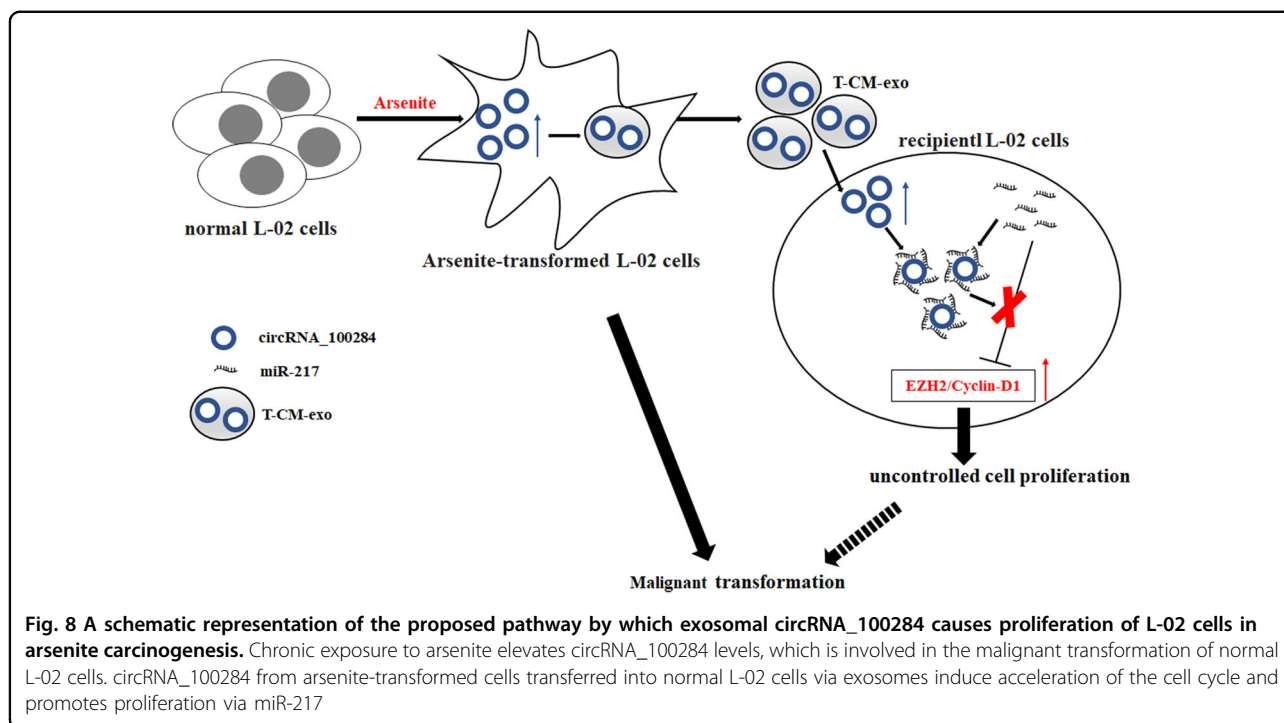 Arsenite
T-CM-exo
recipientl L-02 cells
normal L-02 cells
Arsenite-transformed L-02 cells
circRNA_100284
miR-217
T-CM-exo
EZH2/Cyclin-D1
uncontrolled cell proliferation
Malignant transformation
Fig. 8 A schematic representation of the proposed pathway by which exosomal circRNA_100284 causes proliferation of L-02 cells in
arsenite carcinogenesis. Chronic exposure to arsenite elevates circRNA_100284 levels, which is involved in the malignant transformation of normal
L-02 cells. circRNA_100284 from arsenite-transformed cells transferred into normal L-02 cells via exosomes induce acceleration of the cell cycle and
promotes proliferation via miR-217